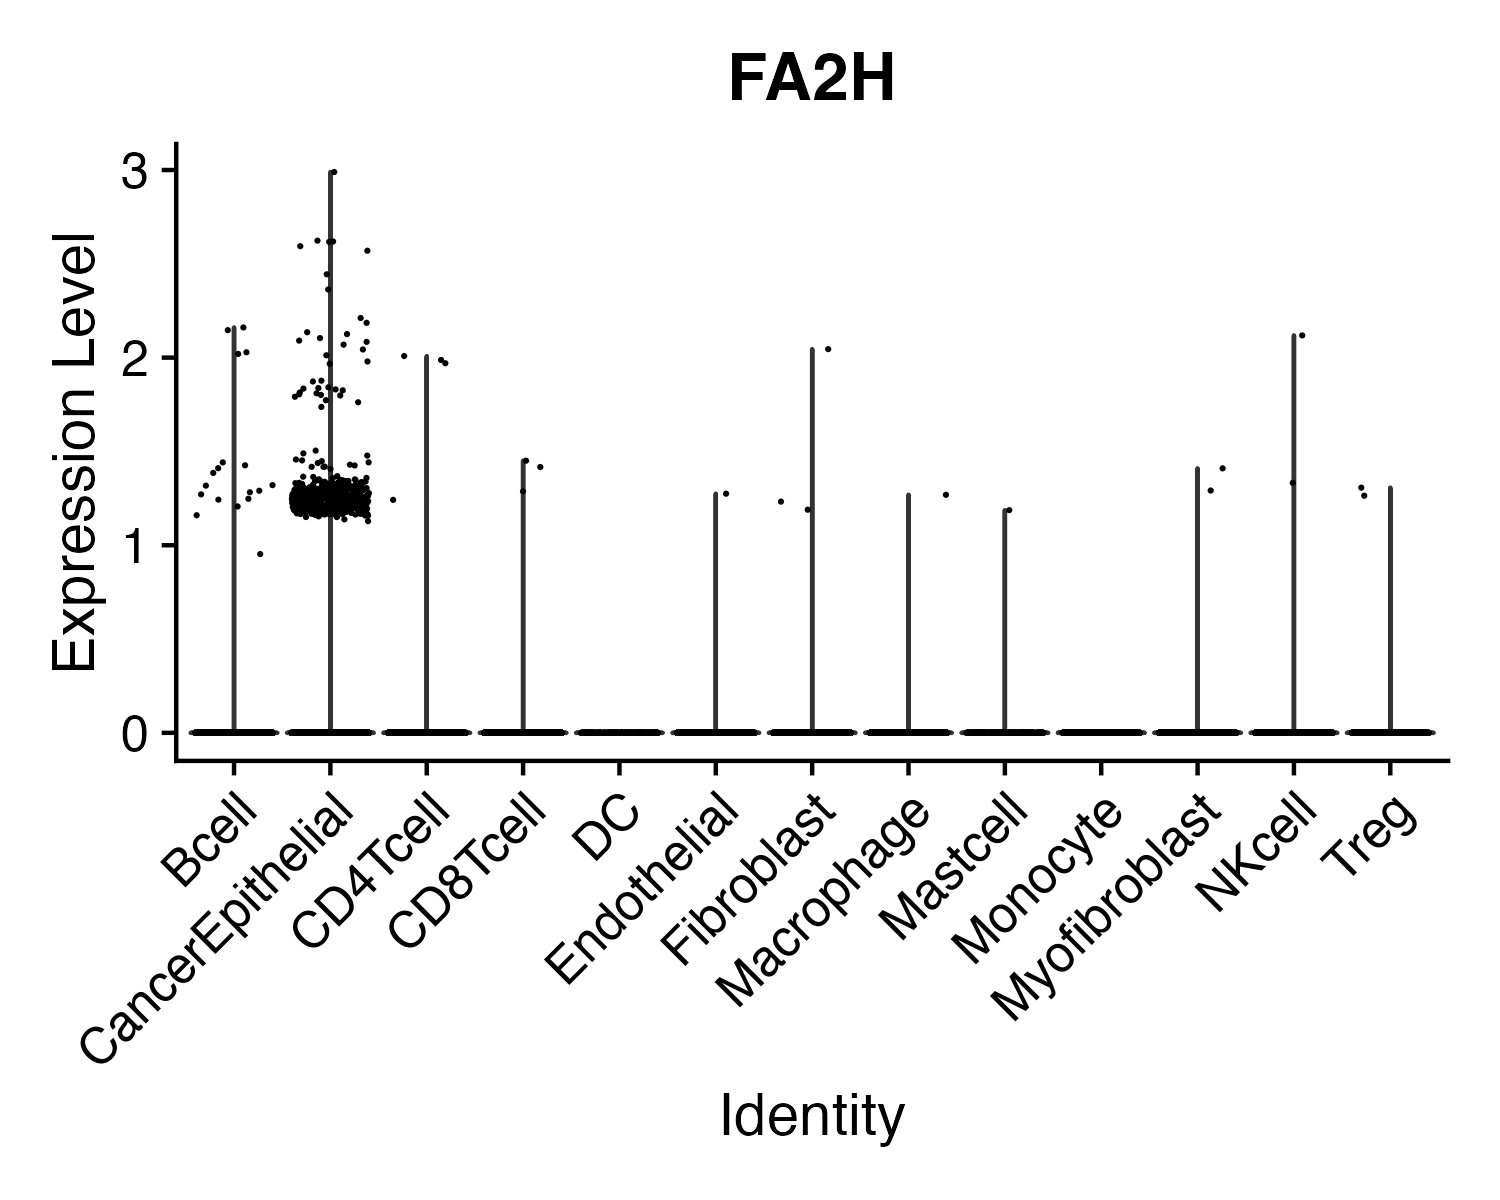 FA2H
Expression Level
3
2
1
0
Bcell
CancerEpithelial
CD4Tcell
CD8Tcell
DC
Endothelial
Fibroblast
Macrophage
Mastcell
Monocyte
Myofibroblast
NKcell
Treg
Identity